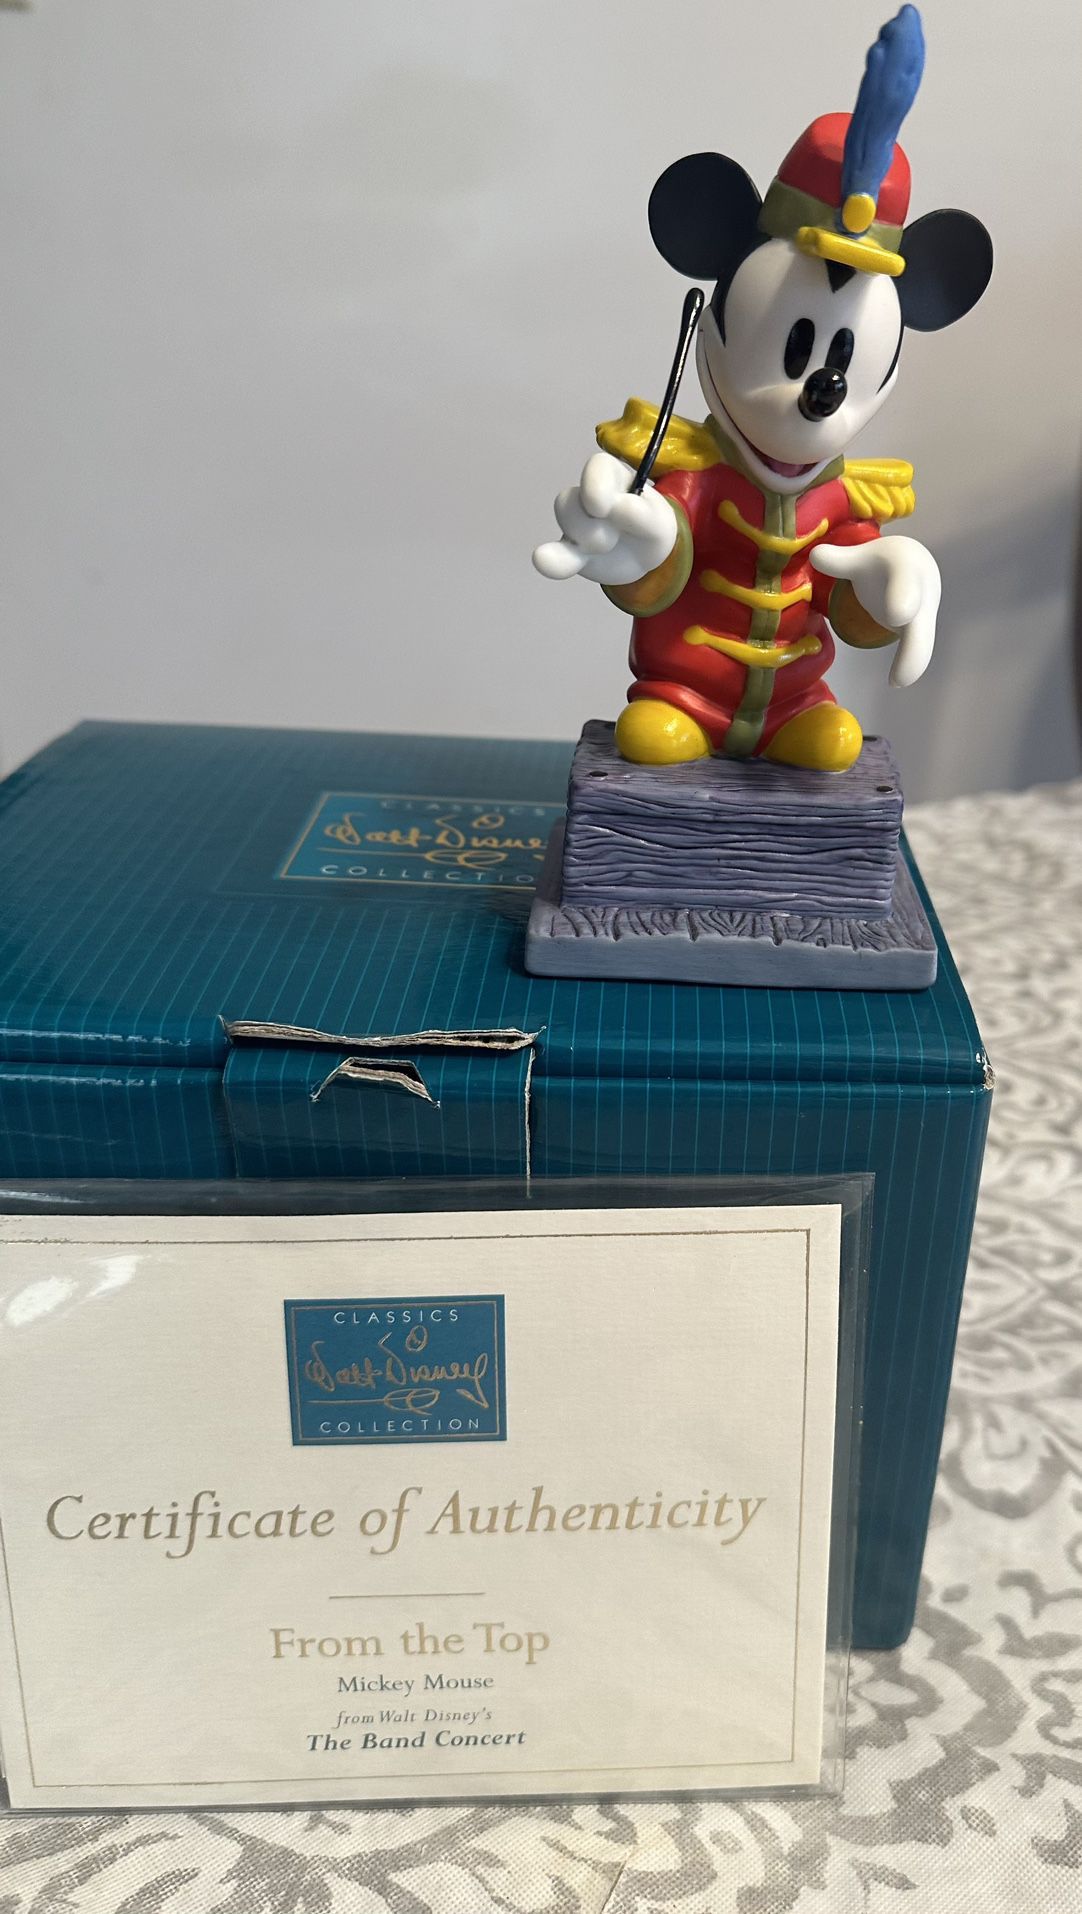 CLASSICS
Walt Disney
COLLECTIO
CLASSICS
Walt Disney
COLLECTION
Certificate of Authenticity
From the Top
Mickey Mouse
from Walt Disney's
The Band Concert